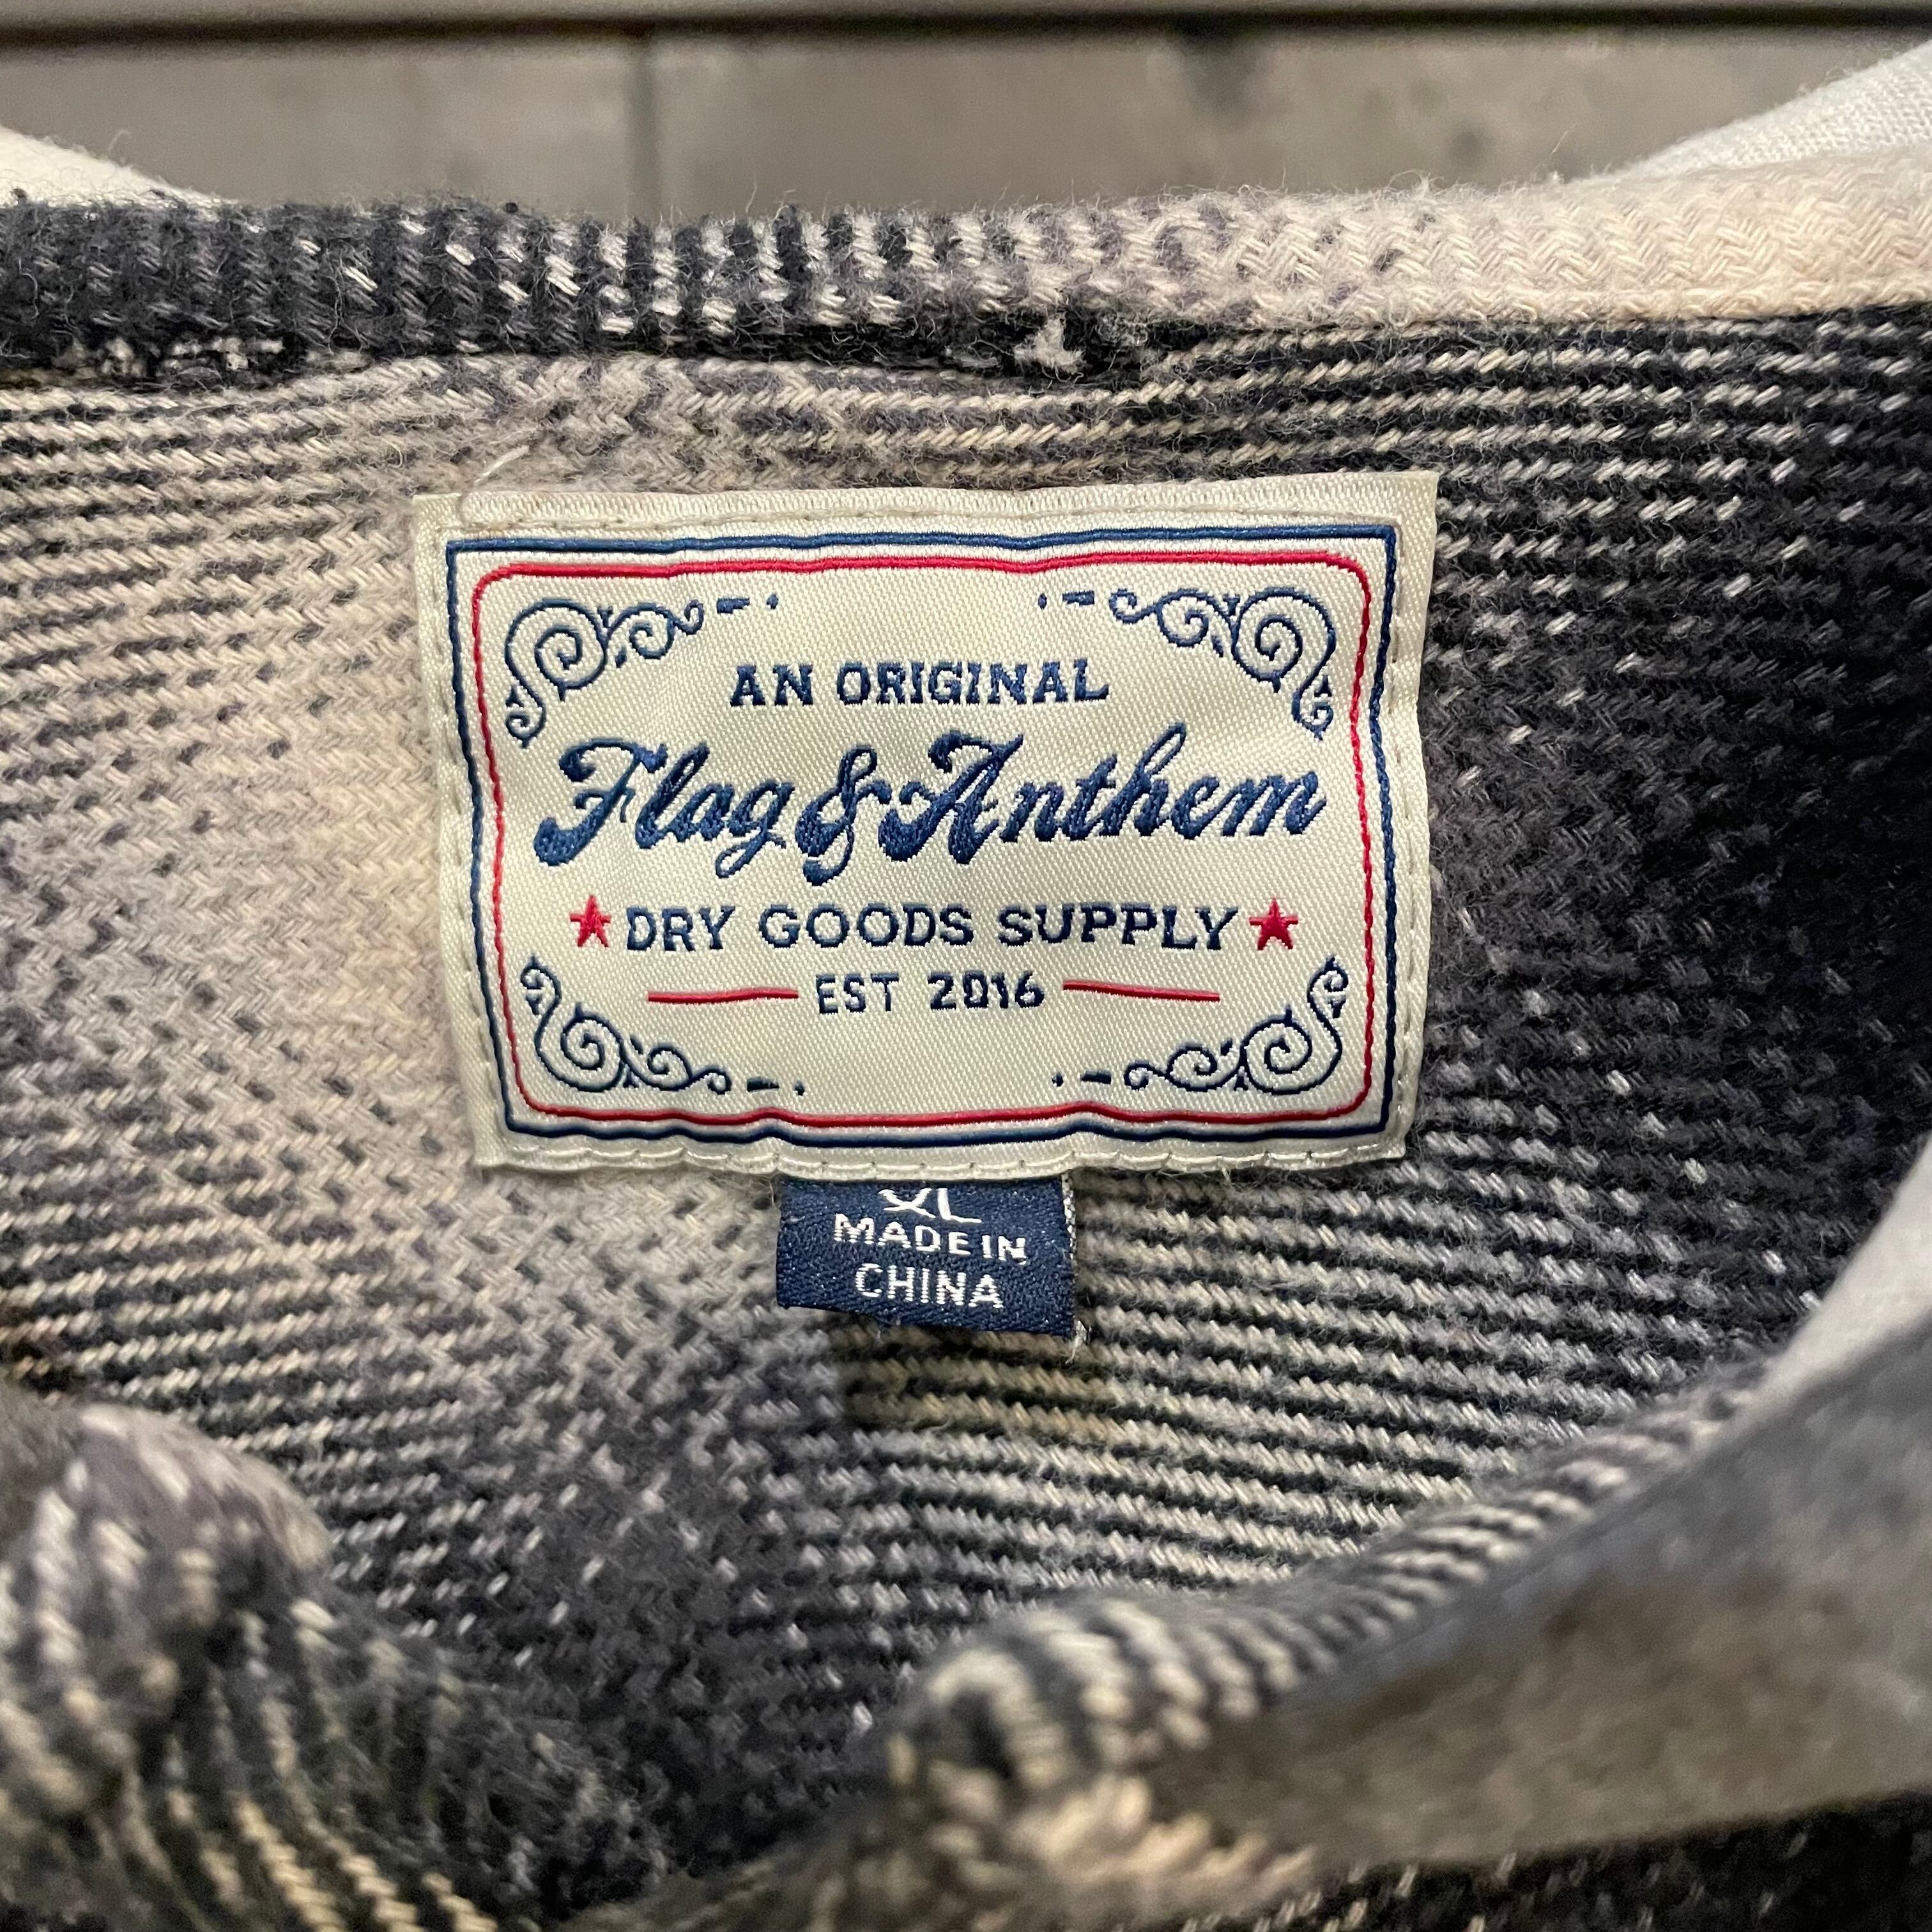 AN ORIGINAL
Flag & Anthem
DRY GOODS SUPPLY
EST 2016
XL
MADE IN
CHINA